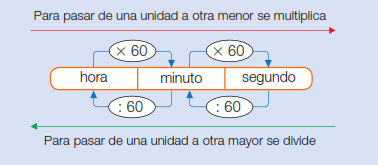 Para pasar de una unidad a otra menor se multiplica
× 60 × 60
hora minuto segundo
: 60 : 60
Para pasar de una unidad a otra mayor se divide